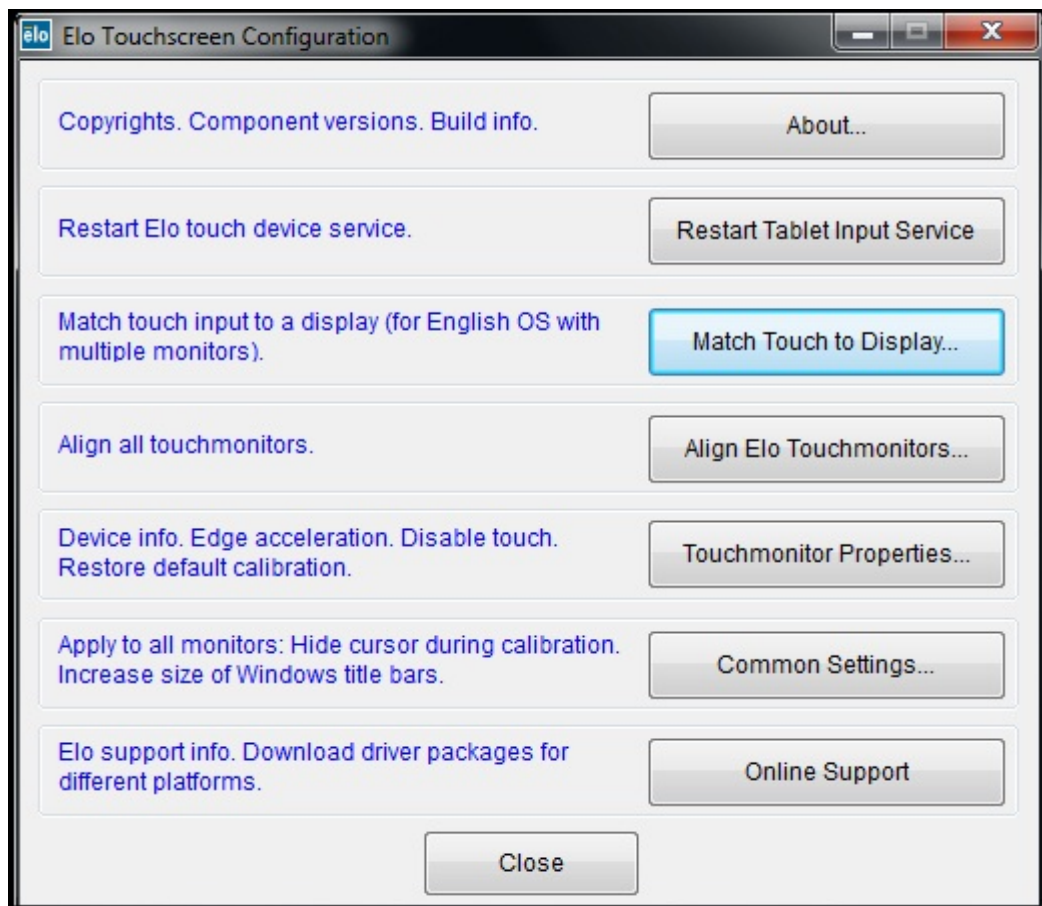 elo Elo Touchscreen Configuration
Copyrights. Component versions. Build info.
About...
Restart Elo touch device service.
Restart Tablet Input Service
Match touch input to a display (for English OS with
multiple monitors).
Match Touch to Display...
Align all touchmonitors.
Align Elo Touchmonitors...
Device info. Edge acceleration. Disable touch.
Restore default calibration.
Touchmonitor Properties...
Apply to all monitors: Hide cursor during calibration.
Increase size of Windows title bars.
Common Settings...
Elo support info. Download driver packages for
different platforms.
Online Support
Close